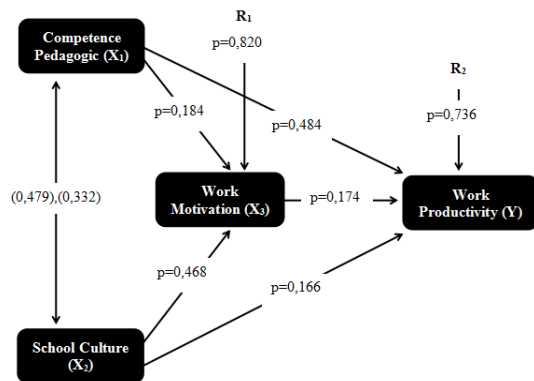 R₁
Competence
Pedagogic (X₁)
p=0,820
R₂
p=0,184
p=0,484
p=0,736
(0,479),(0,332)
Work
Motivation (X₃)
p=0,174
Work
Productivity (Y)
p=0,468
p=0,166
School Culture
(X₂)